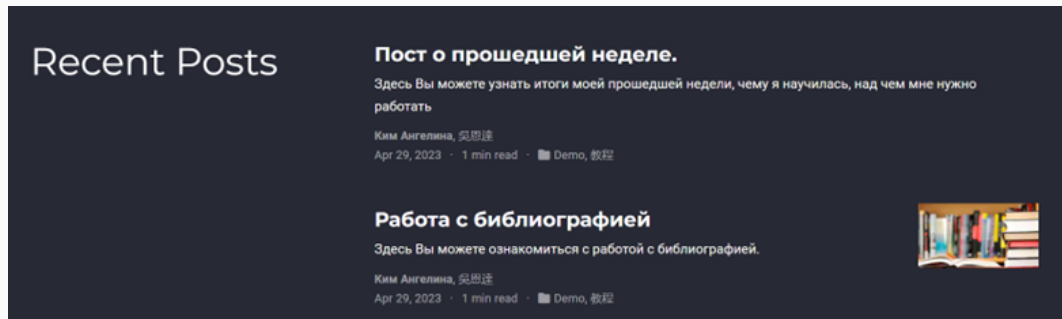 Recent Posts
Пост о прошедшей неделе.
Здесь Вы можете узнать итоги моей прошедшей недели, чему я научилась, над чем мне нужно
работать
Ким Ангелина, 吳恩達
Apr 29, 2023 · 1 min read · Demo, 教程
Работа с библиографией
Здесь Вы можете ознакомиться с работой с библиографией.
Ким Ангелина, 吳恩達
Apr 29, 2023 · 1 min read · Demo, 教程